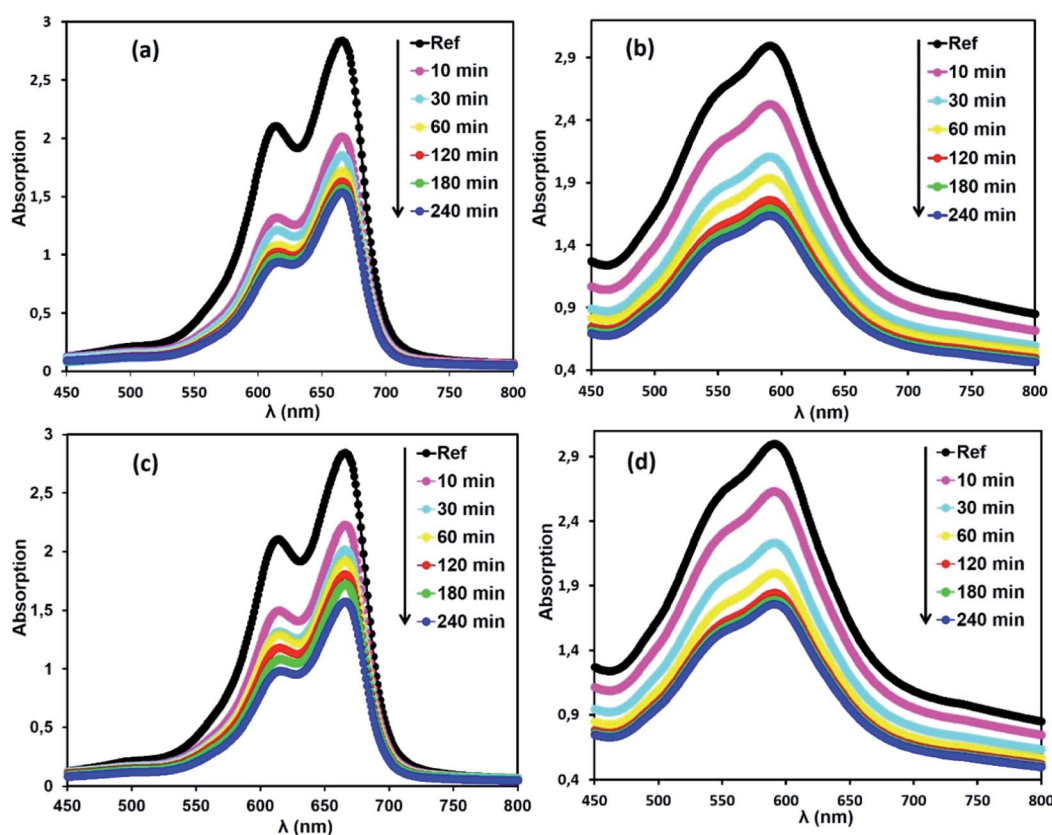 (a)
3
2,5
2
1,5
1
0,5
0
Absorption
Ref
10 min
30 min
60 min
120 min
180 min
240 min
450 500 550 600 650 700 750 800
λ (nm)
(b)
2,9
2,4
1,9
1,4
0,9
0,4
Absorption
Ref
10 min
30 min
60 min
120 min
180 min
240 min
450 500 550 600 650 700 750 800
λ (nm)
(c)
3
2,5
2
1,5
1
0,5
0
Absorption
Ref
10 min
30 min
60 min
120 min
180 min
240 min
450 500 550 600 650 700 750 800
λ (nm)
(d)
2,9
2,4
1,9
1,4
0,9
0,4
Absorption
Ref
10 min
30 min
60 min
120 min
180 min
240 min
450 500 550 600 650 700 750 800
λ (nm)